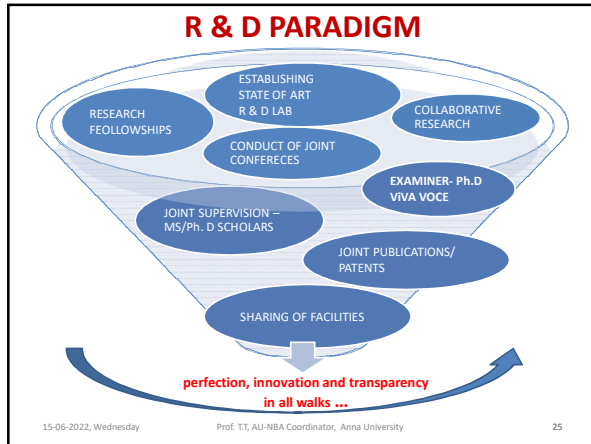 R & D PARADIGM
ESTABLISHING
STATE OF ART
R & D LAB
RESEARCH
FEOLLOWSHIPS
COLLABORATIVE
RESEARCH
CONDUCT OF JOINT
CONFERECES
EXAMINER- Ph.D
ViVA VOCE
JOINT SUPERVISION –
MS/Ph. D SCHOLARS
JOINT PUBLICATIONS/
PATENTS
SHARING OF FACILITIES
perfection, innovation and transparency
in all walks ...
15-06-2022, Wednesday
Prof. T.T, AU-NBA Coordinator, Anna University
25